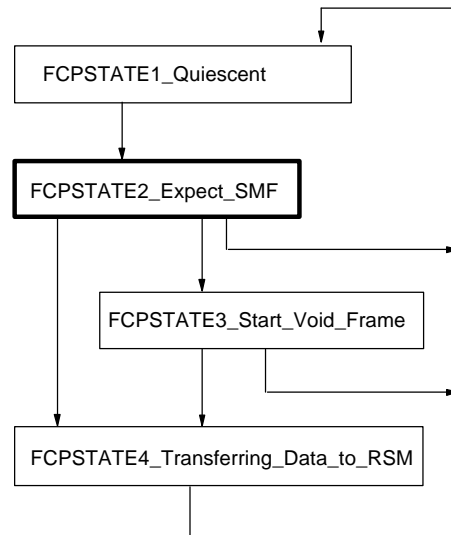 FCPSTATE1_Quiescent
FCPSTATE2_Expect_SMF
FCPSTATE3_Start_Void_Frame
FCPSTATE4_Transferring_Data_to_RSM